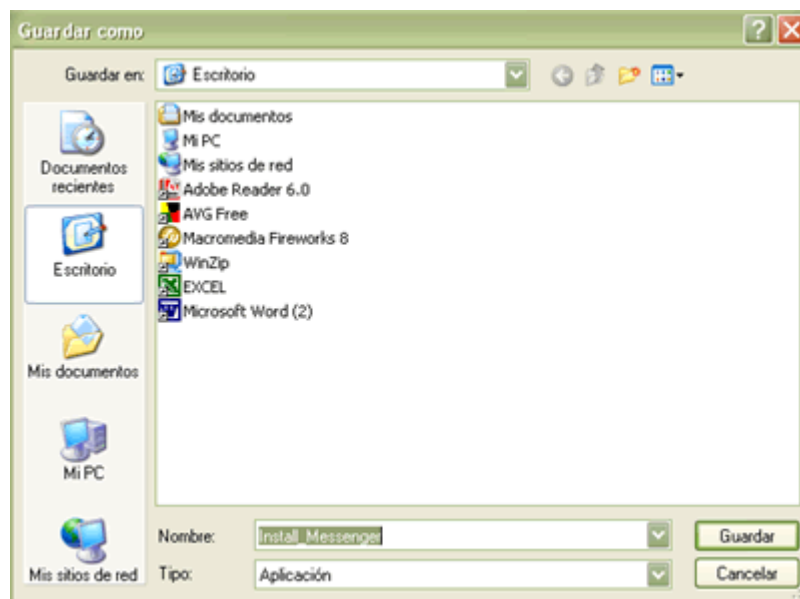 Guardar como
Guardar en: Escritorio
Documentos
recientes
Escritorio
Mis documentos
Mi PC
Mis sitios de red
Mis documentos
Mi PC
Mis sitios de red
Adobe Reader 6.0
AVG Free
Macromedia Fireworks 8
WinZip
EXCEL
Microsoft Word (2)
Nombre: Install_Messenger Guardar
Tipo: Aplicación Cancelar